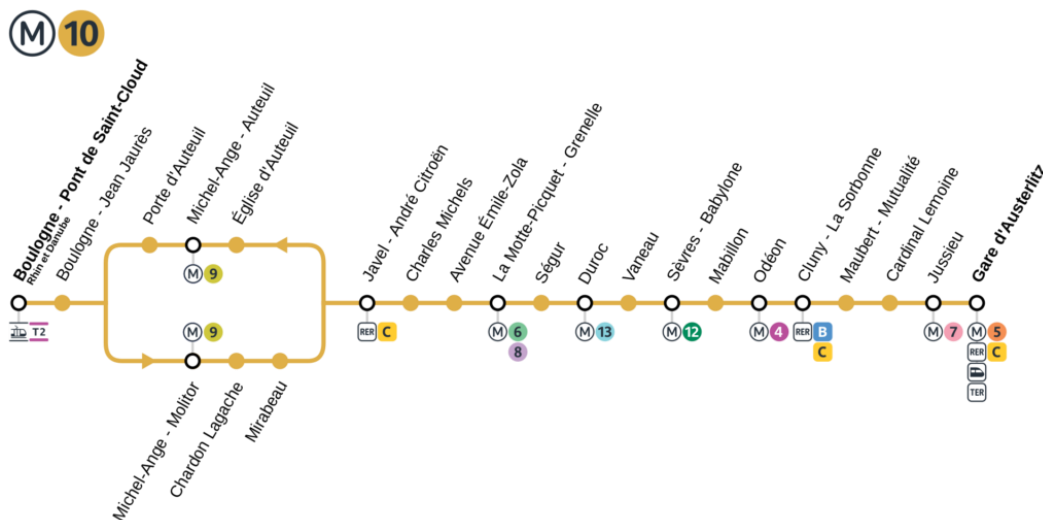 M 10
Boulogne - Pont de Saint-Cloud
Rhin et Danube
T2
Boulogne - Jean Jaurès
Porte d'Auteuil
Michel-Ange - Auteuil
M 9
Église d'Auteuil
M 9
Michel-Ange - Molitor
Chardon Lagache
Mirabeau
Javel - André Citroën
RER C
Charles Michels
Avenue Émile-Zola
La Motte-Picquet - Grenelle
M 6
8
Ségur
Duroc
M 13
Vaneau
Sèvres - Babylone
M 12
Mabillon
Odéon
M 4
Cluny - La Sorbonne
RER B
C
Maubert - Mutualité
Cardinal Lemoine
Jussieu
M 7
Gare d'Austerlitz
M 5
RER C
TER